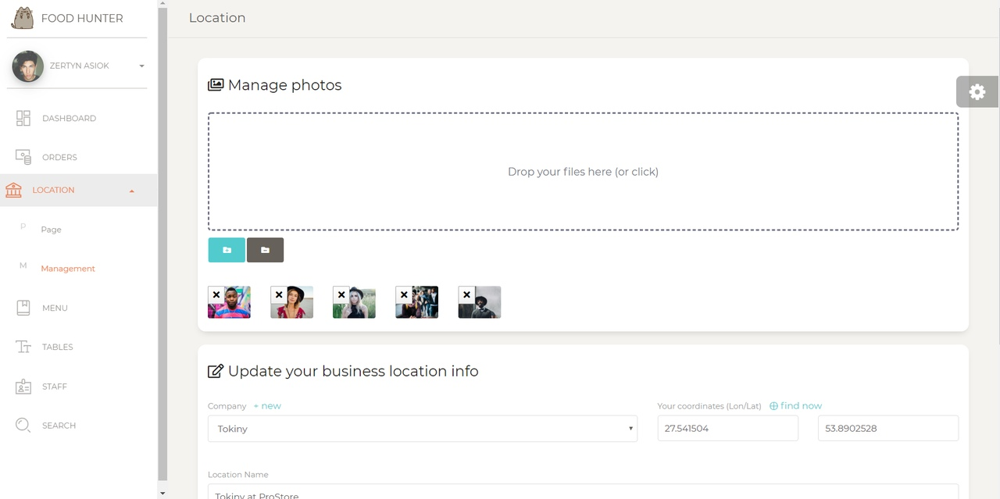 FOOD HUNTER
ZERTYN ASIOK
DASHBOARD
ORDERS
LOCATION
P Page
M Management
MENU
TABLES
STAFF
SEARCH
Location
Manage photos
Drop your files here (or click)
Update your business location info
Company + new
Your coordinates (Lon/Lat) find now
Tokiny
27.541504
53.8902528
Location Name
Tokiny at ProStore